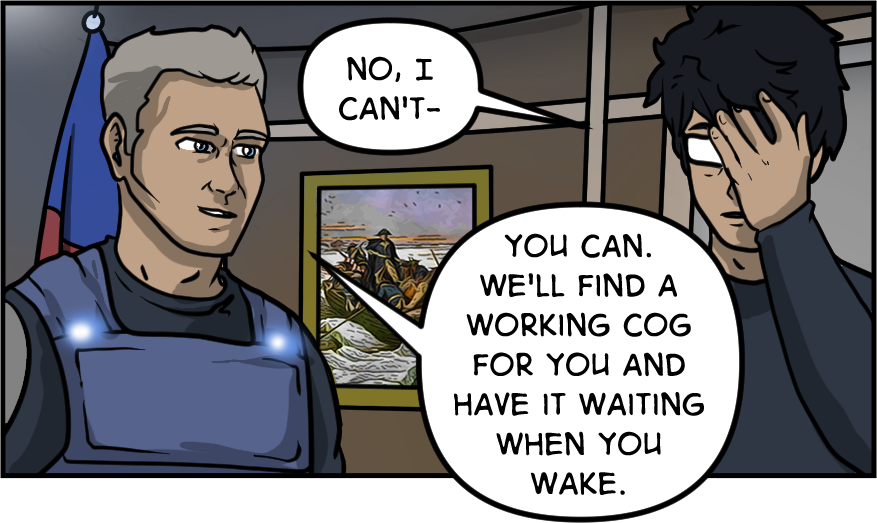 NO, I
CAN'T-
YOU CAN.
WE'LL FIND A
WORKING COG
FOR YOU AND
HAVE IT WAITING
WHEN YOU
WAKE.